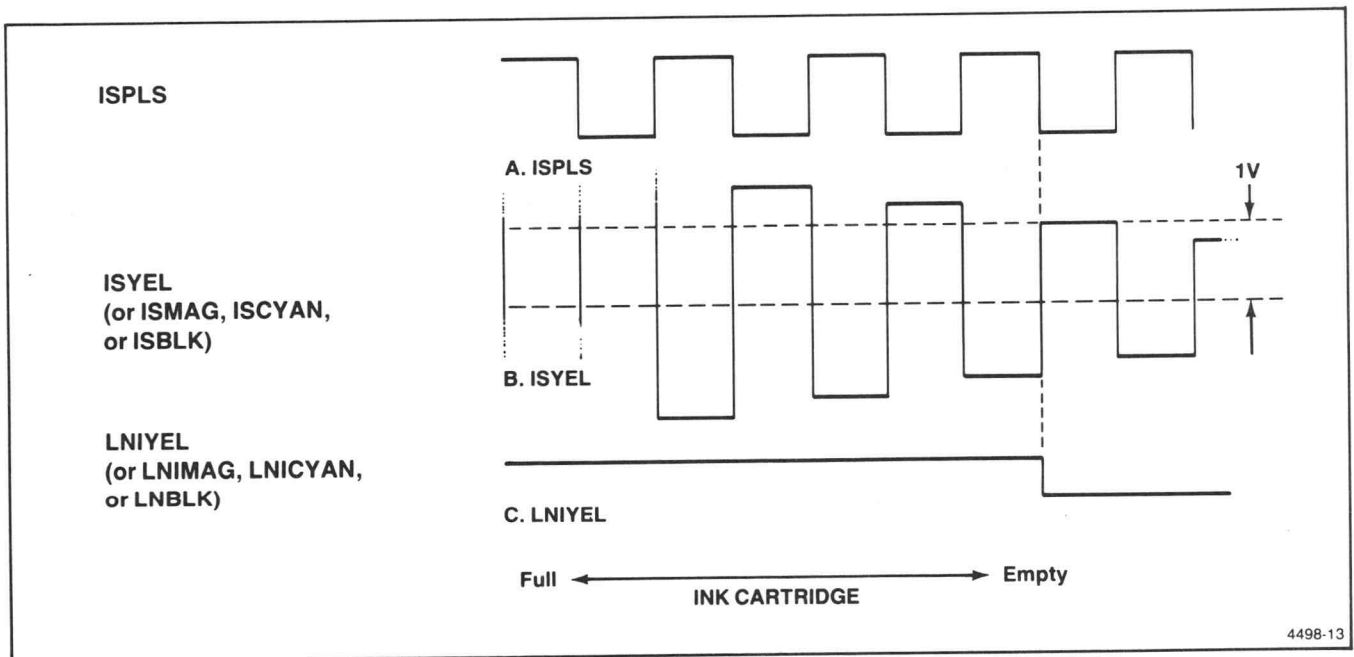 ISPLS
A. ISPLS
1V
ISYEL
(or ISMAG, ISCYAN,
or ISBLK)
B. ISYEL
LNIYEL
(or LNIMAG, LNICYAN,
or LNBLK)
C. LNIYEL
Full
Empty
INK CARTRIDGE
4498-13